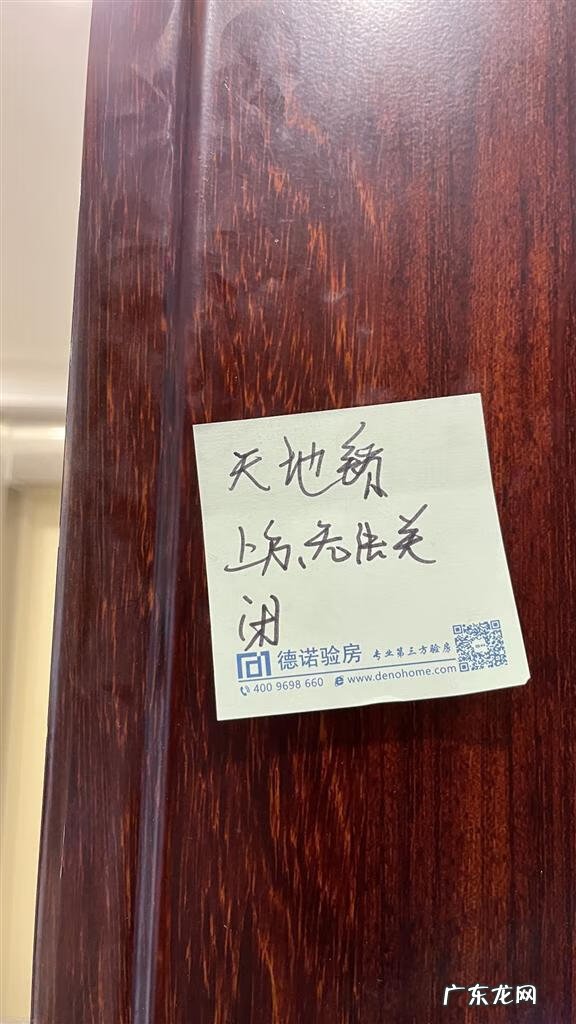 天地锁
上方、无法关
闭
德诺验房 专业第三方验房
400 9698 660 www.denohome.com
广东龙网